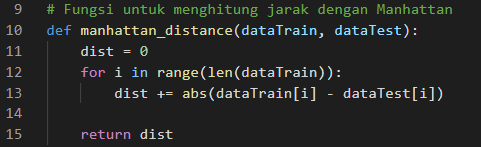 9 # Fungsi untuk menghitung jarak dengan Manhattan
10 def manhattan_distance(dataTrain, dataTest):
11     dist = 0
12     for i in range(len(dataTrain)):
13         dist += abs(dataTrain[i] - dataTest[i])
14
15     return dist